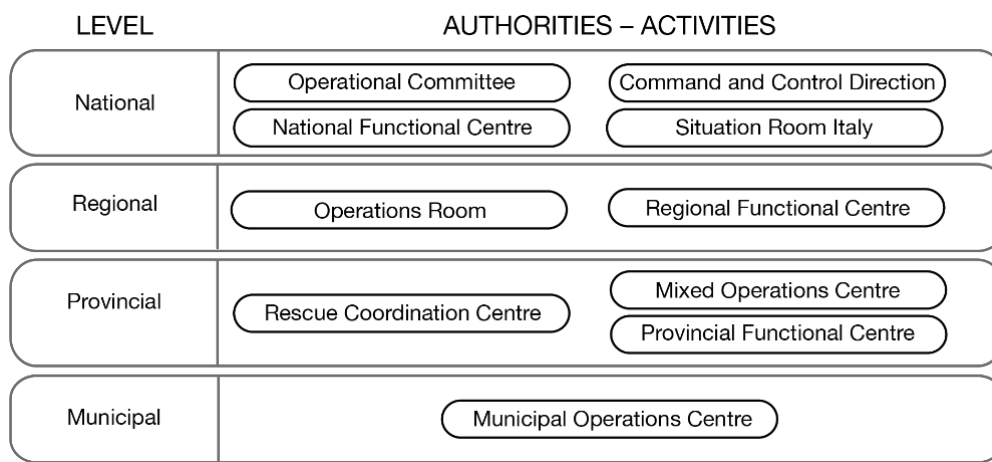 LEVEL AUTHORITIES – ACTIVITIES
National
Operational Committee Command and Control Direction
National Functional Centre Situation Room Italy
Regional
Operations Room Regional Functional Centre
Provincial
Rescue Coordination Centre
Mixed Operations Centre
Provincial Functional Centre
Municipal
Municipal Operations Centre